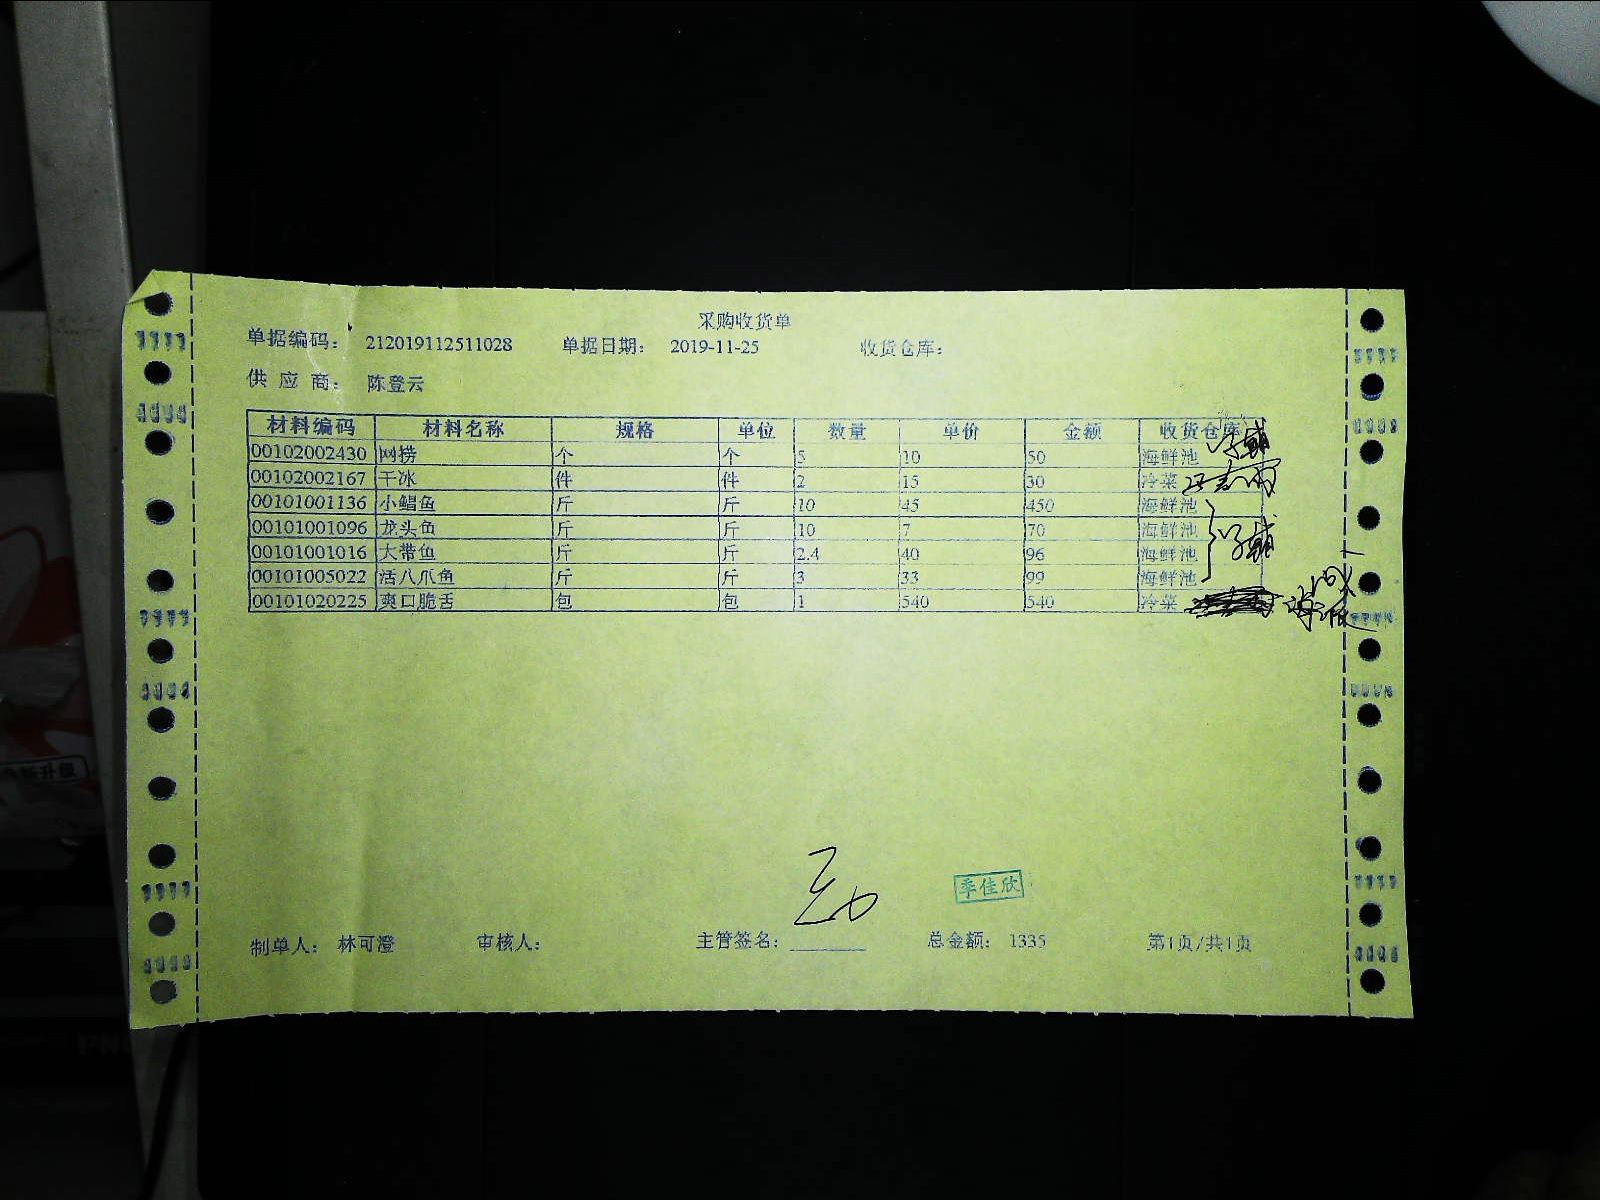 采购收货单
单据编码： 212019112511028 单据日期： 2019-11-25 收货仓库：
供 应 商： 陈登云
材料编码 材料名称 规格 单位 数量 单价 金额 收货仓库
00102002430 网捞 个 个 5 10 50 海鲜池
00102002167 干冰 件 件 2 15 30 冷菜
00101001136 小鲳鱼 斤 斤 10 45 450 海鲜池
00101001096 龙头鱼 斤 斤 10 7 70 海鲜池
00101001016 大带鱼 斤 斤 2.4 40 96 海鲜池
00101005022 活八爪鱼 斤 斤 3 33 99 海鲜池
00101020225 爽口脆舌 包 包 1 540 540 冷菜
季佳欣
制单人： 林可澄 审核人： 主管签名： 总金额： 1335 第1页/共1页